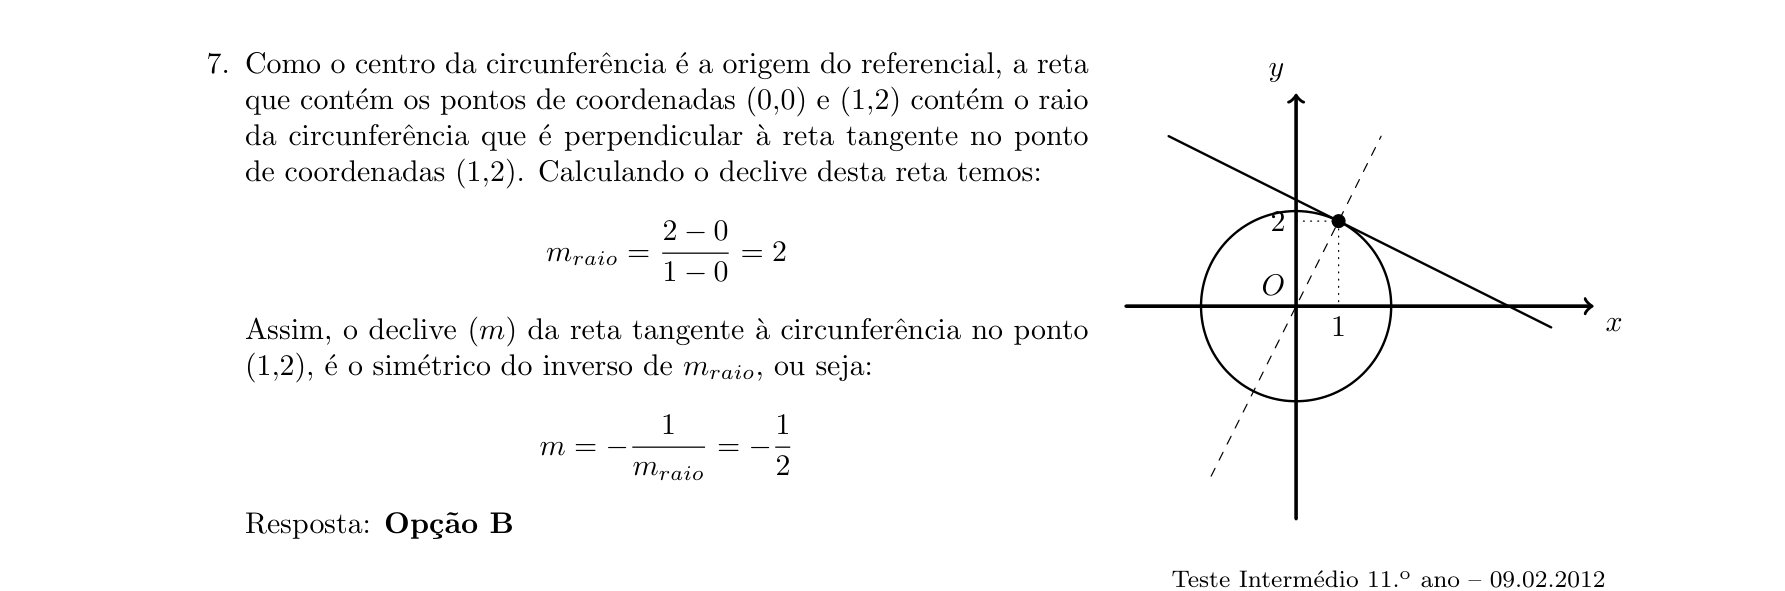 7. Como o centro da circunferência é a origem do referencial, a reta
que contém os pontos de coordenadas (0,0) e (1,2) contém o raio
da circunferência que é perpendicular à reta tangente no ponto
de coordenadas (1,2). Calculando o declive desta reta temos:
m_{raio} = \frac{2 - 0}{1 - 0} = 2
Assim, o declive (m) da reta tangente à circunferência no ponto
(1,2), é o simétrico do inverso de m_{raio}, ou seja:
m = -\frac{1}{m_{raio}} = -\frac{1}{2}
Resposta: Opção B
y
2
O
1
x
Teste Intermédio 11.º ano – 09.02.2012